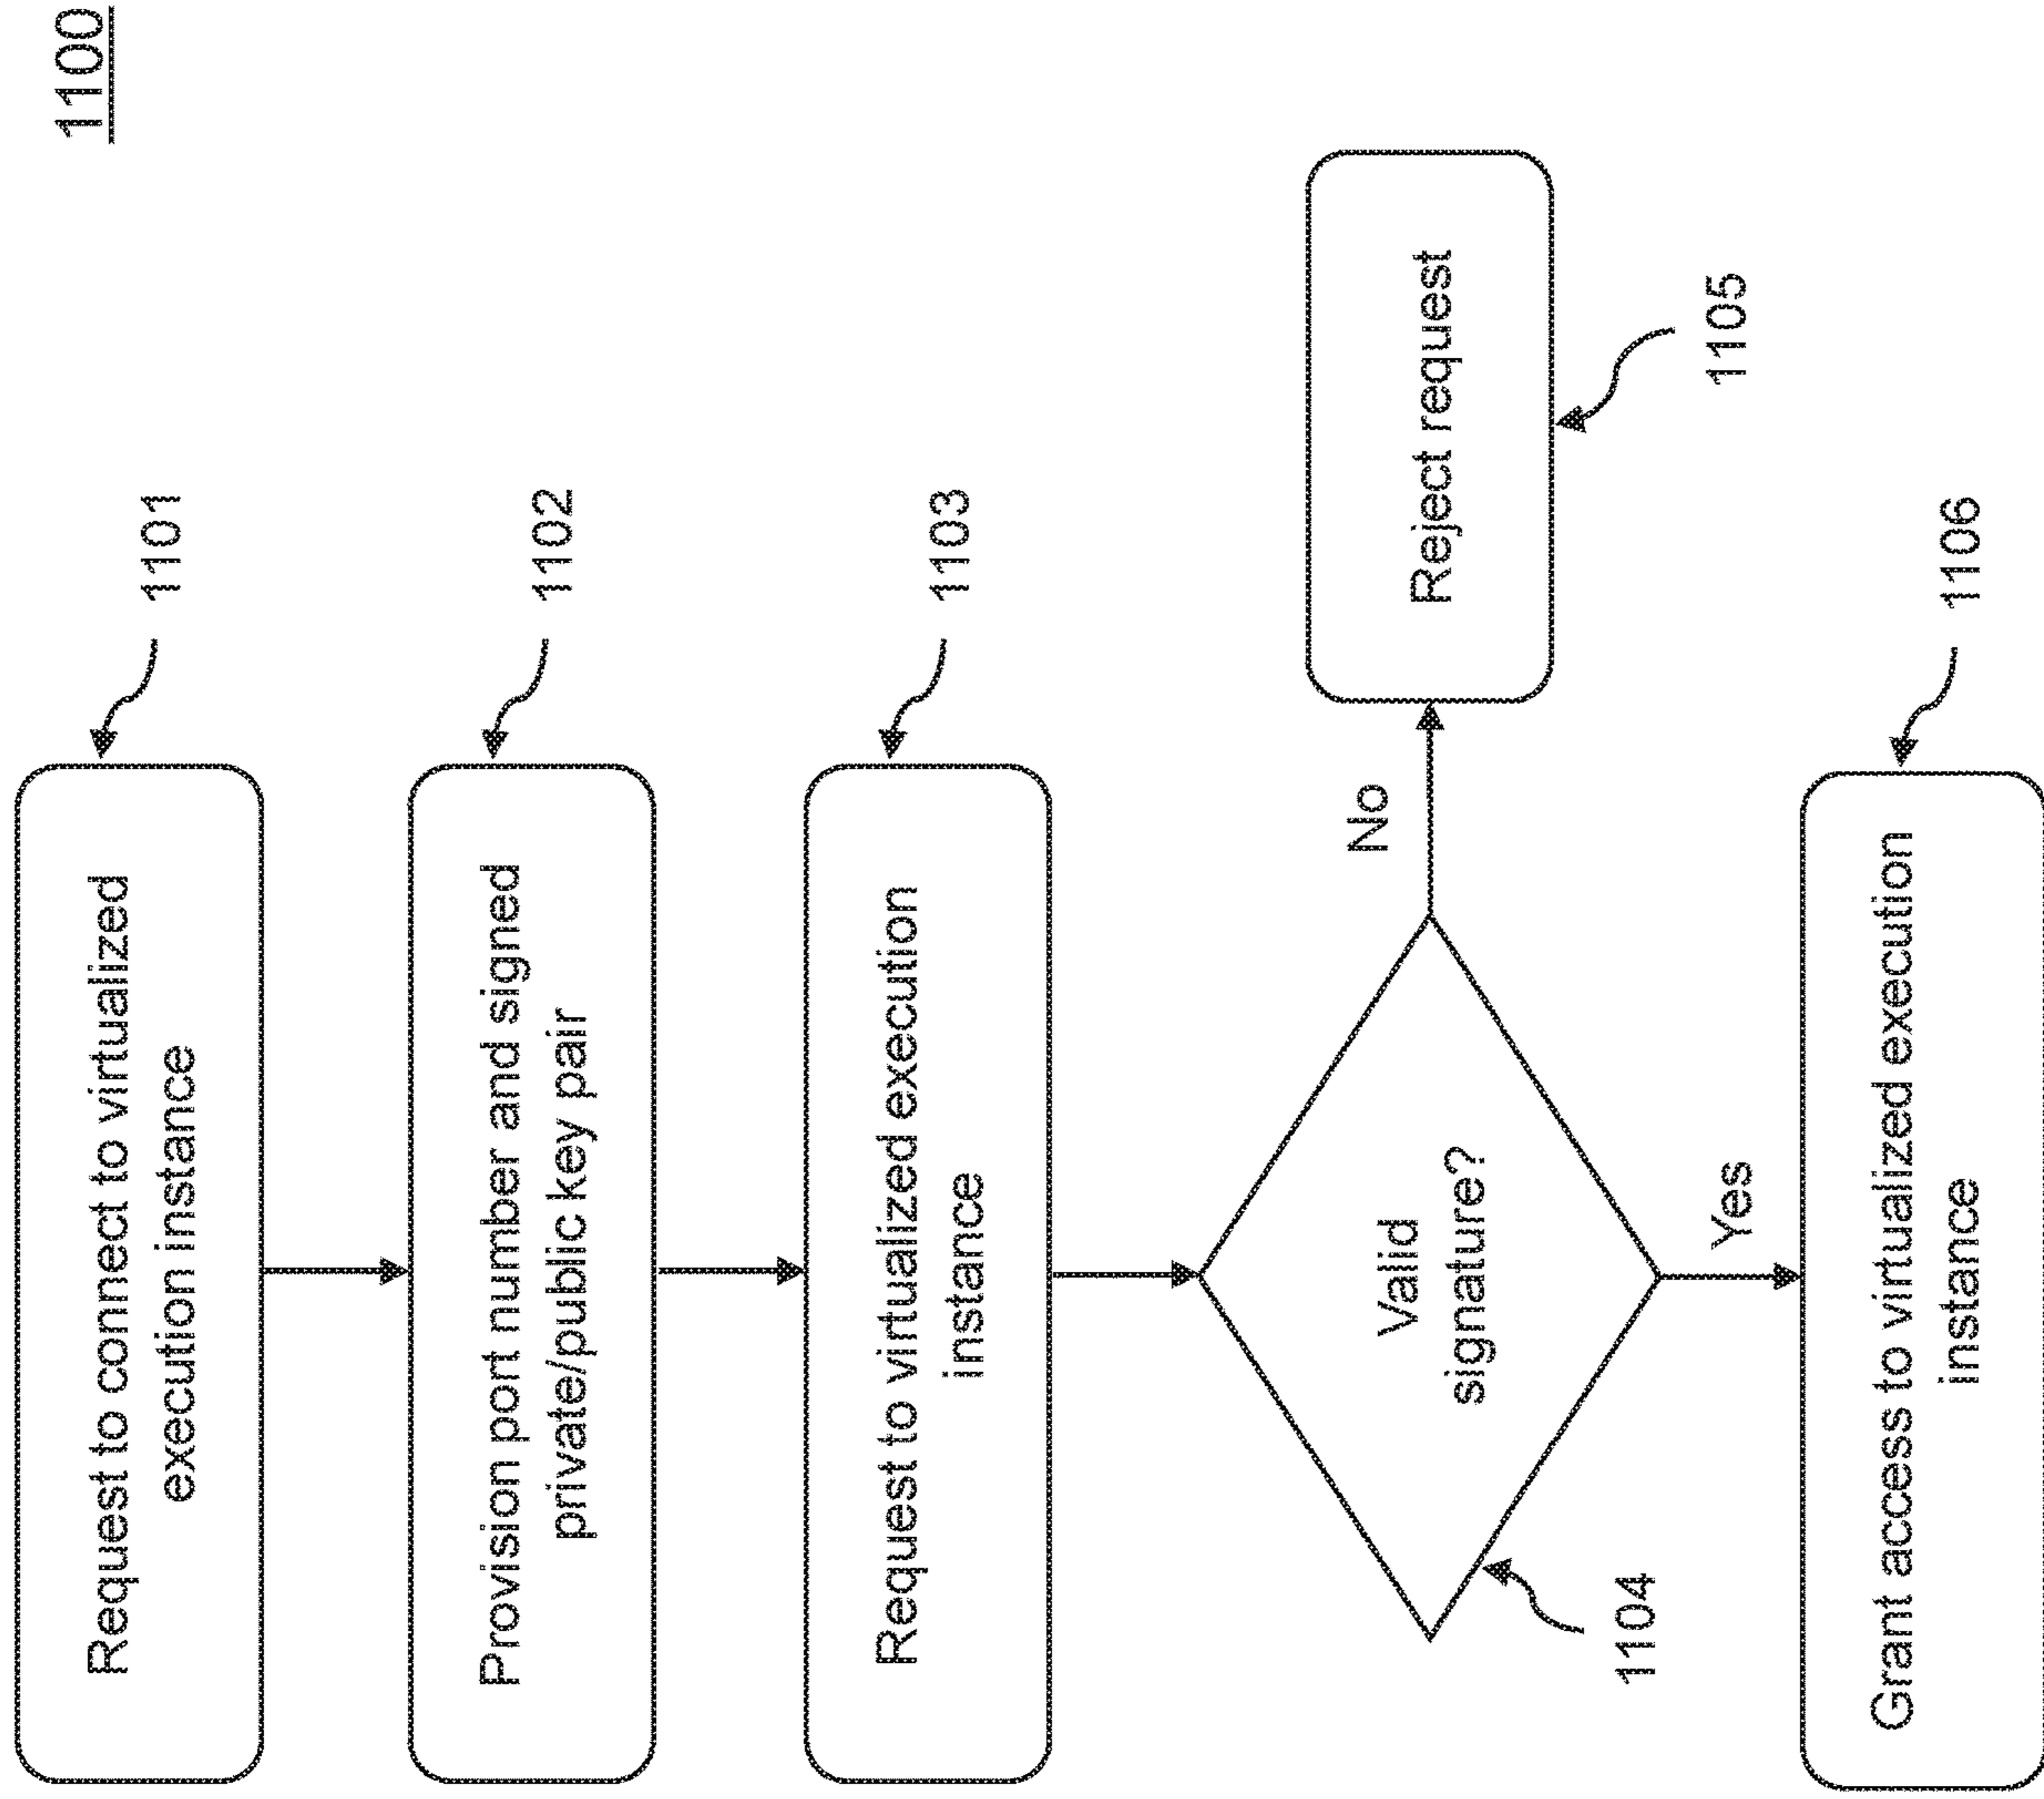 1100
Request to connect to virtualized
execution instance
1101
Provision port number and signed
private/public key pair
1102
Request to virtualized execution
instance
1103
Valid
signature?
1104
No
Reject request
1105
Yes
Grant access to virtualized execution
instance
1106